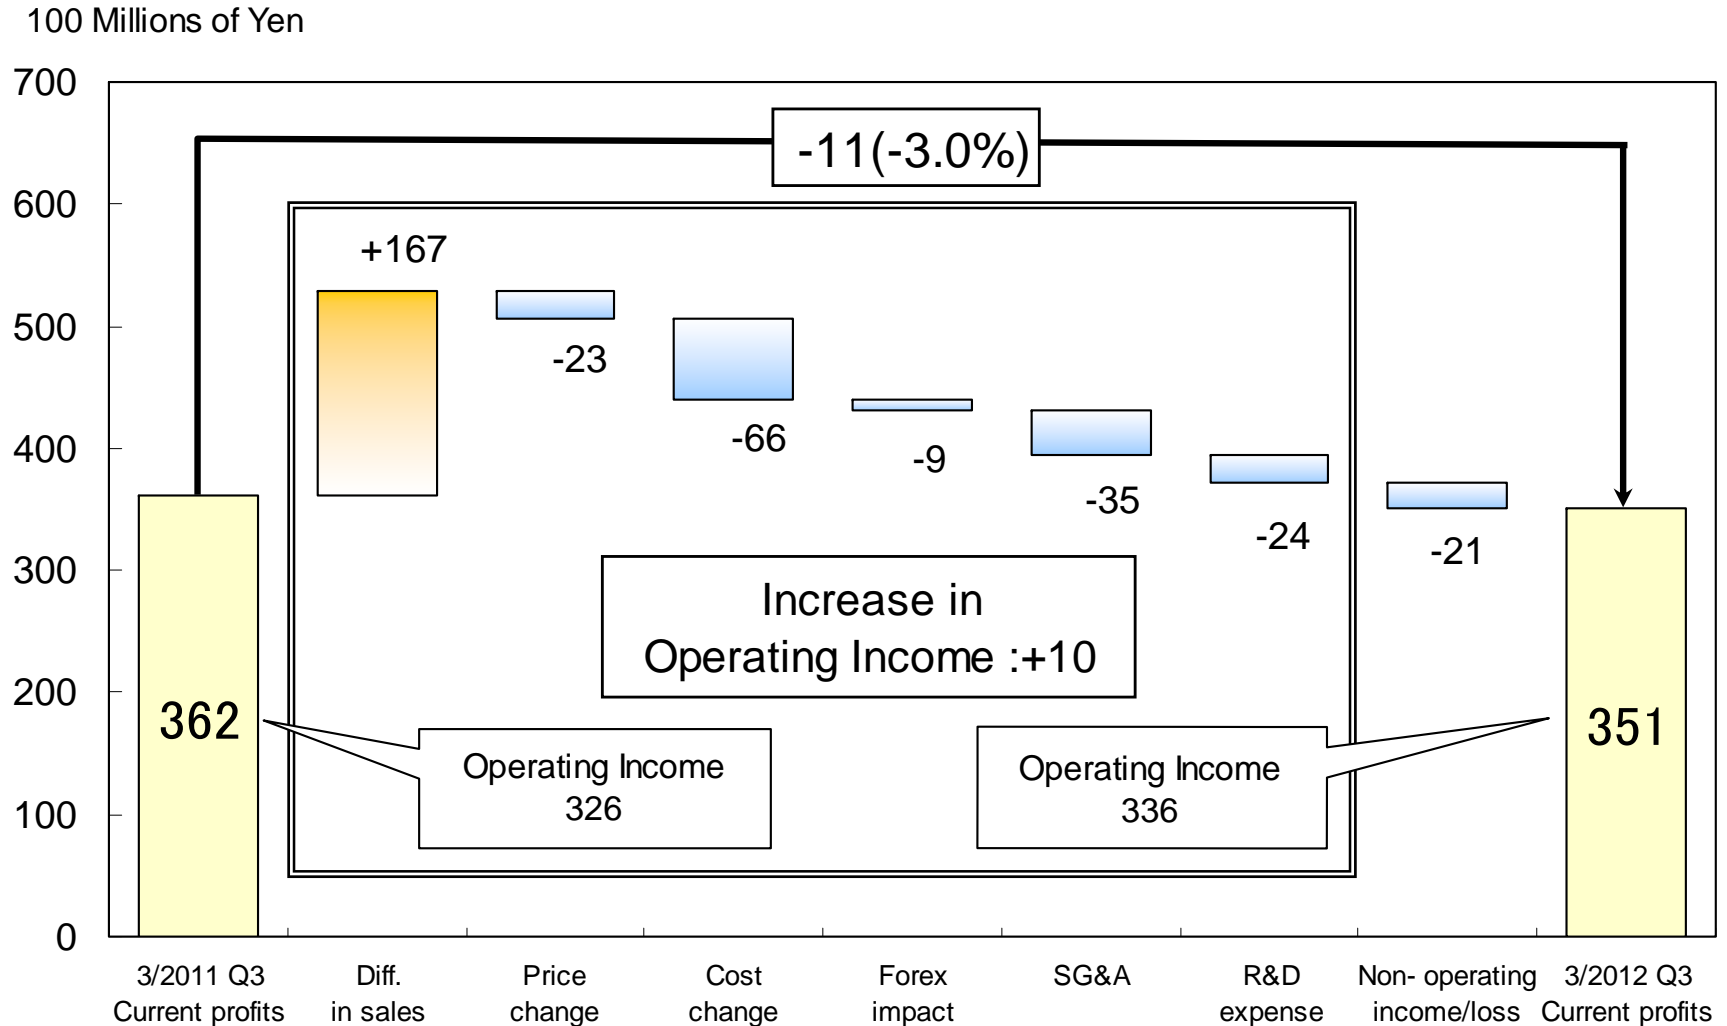 100 Millions of Yen
700
600
500
400
300
200
100
0
-11(-3.0%)
+167
-23
-66
-9
-35
-24
-21
Increase in
Operating Income :+10
362
Operating Income
326
Operating Income
336
351
3/2011 Q3
Current profits
Diff.
in sales
Price
change
Cost
change
Forex
impact
SG&A
R&D
expense
Non- operating
income/loss
3/2012 Q3
Current profits